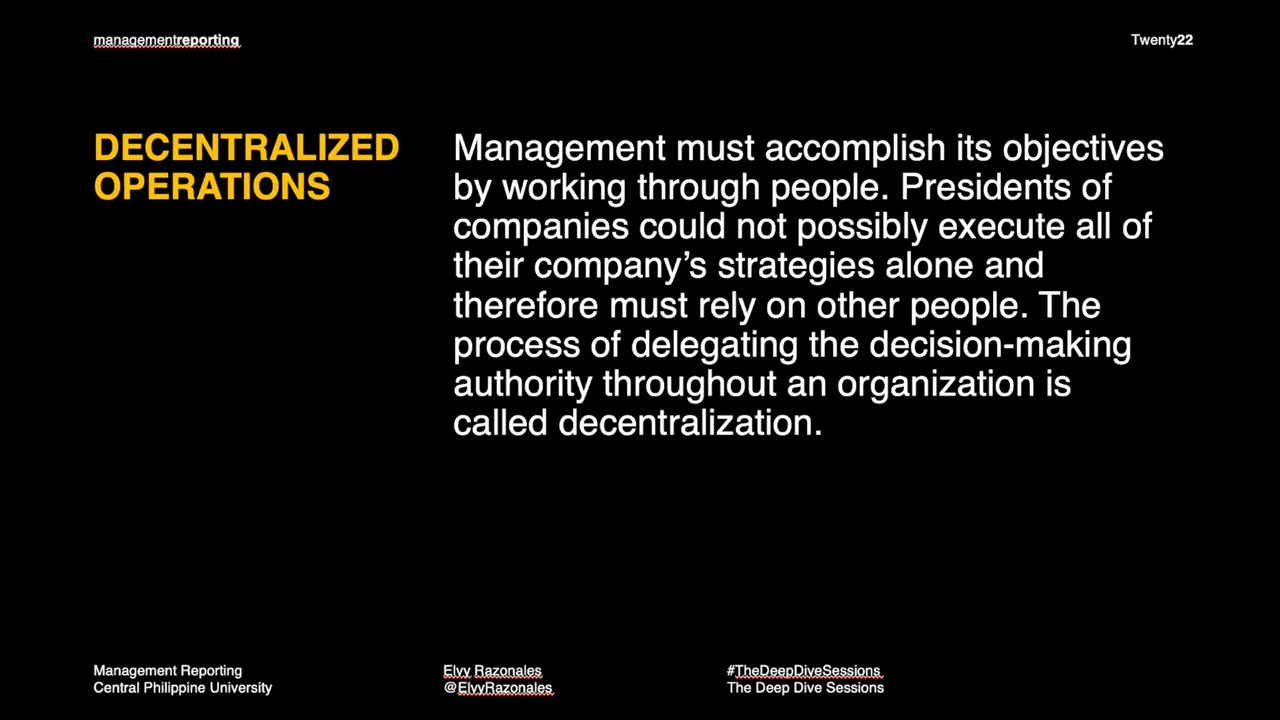 managementreporting
Twenty22
DECENTRALIZED
OPERATIONS
Management must accomplish its objectives
by working through people. Presidents of
companies could not possibly execute all of
their company’s strategies alone and
therefore must rely on other people. The
process of delegating the decision-making
authority throughout an organization is
called decentralization.
Management Reporting
Central Philippine University
Elvy Razonales
@ElvyRazonales
#TheDeepDiveSessions
The Deep Dive Sessions